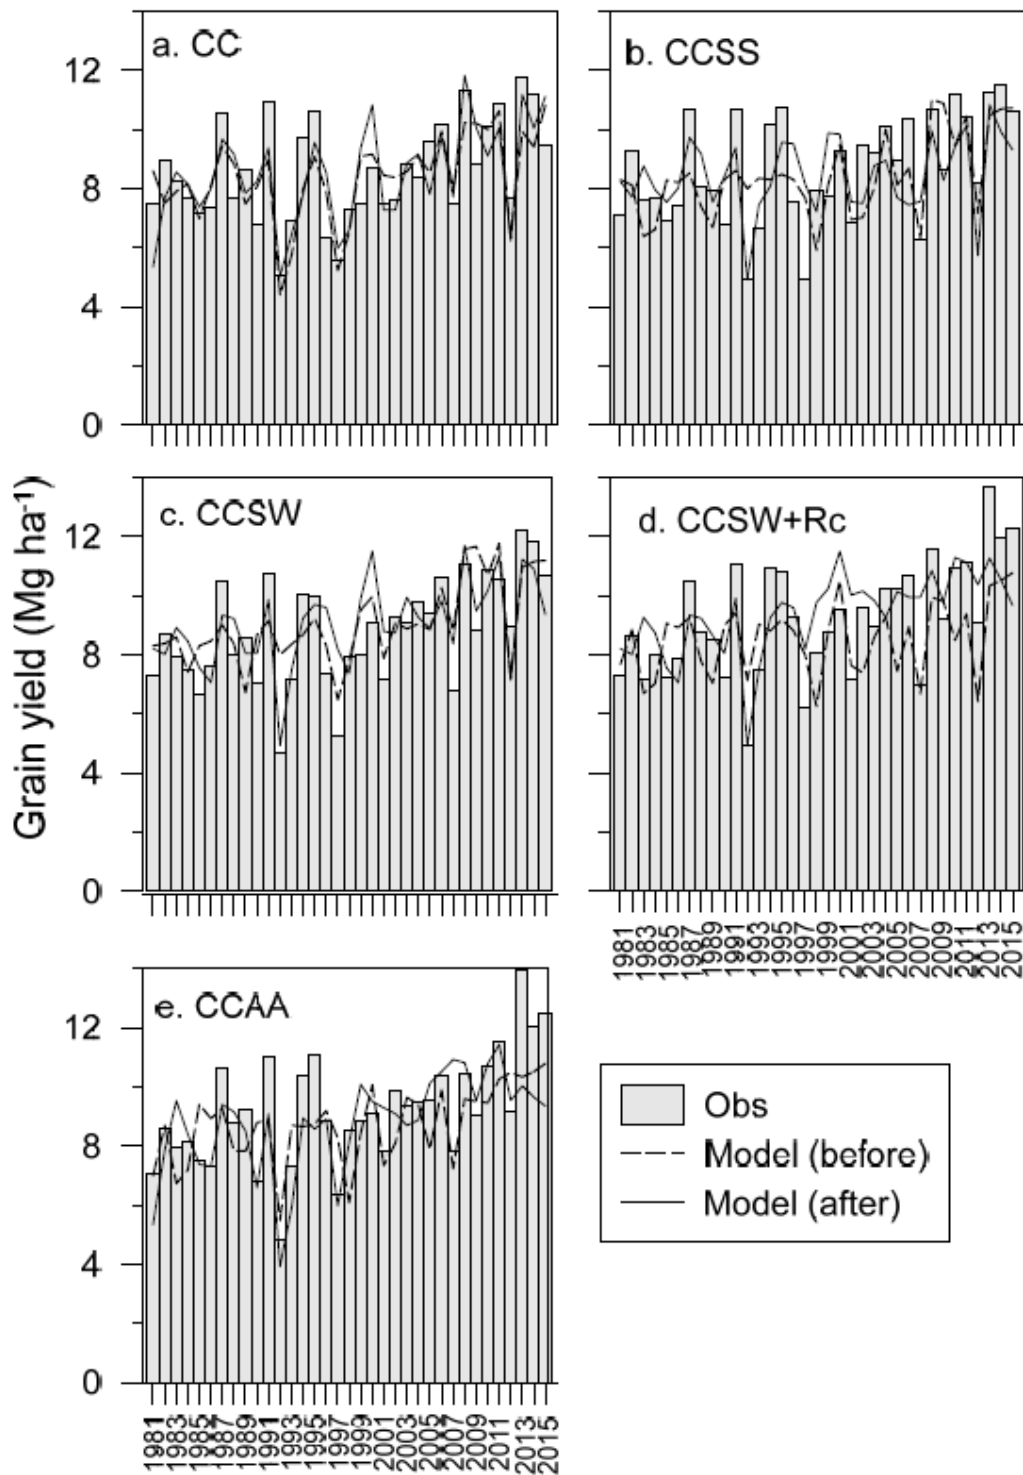 a. CC
b. CCSS
12
8
4
0
c. CCSW
d. CCSW+Rc
12
8
4
0
Grain yield (Mg ha⁻¹)
1981 1983 1985 1987 1989 1991 1993 1995 1997 1999 2001 2003 2005 2007 2009 2011 2013 2015
e. CCAA
12
8
4
0
Obs
Model (before)
Model (after)
1981 1983 1985 1987 1989 1991 1993 1995 1997 1999 2001 2003 2005 2007 2009 2011 2013 2015